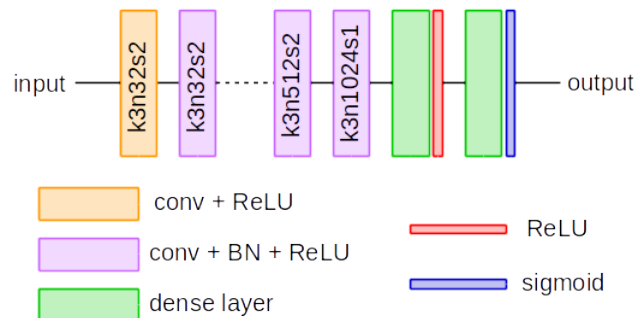 input
k3n32s2
k3n32s2
k3n512s2
k3n1024s1
output
conv + ReLU
conv + BN + ReLU
dense layer
ReLU
sigmoid